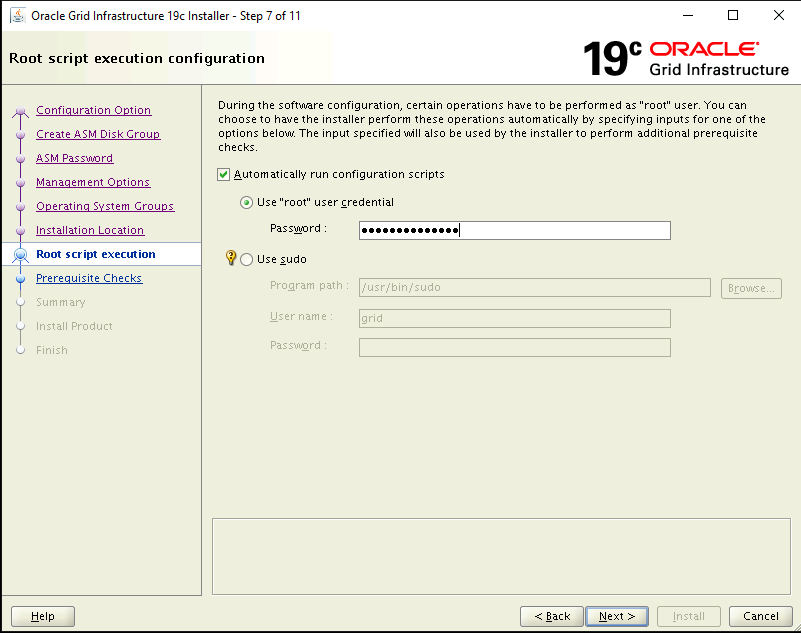 Oracle Grid Infrastructure 19c Installer - Step 7 of 11
Root script execution configuration
19c ORACLE
Grid Infrastructure
Configuration Option
Create ASM Disk Group
ASM Password
Management Options
Operating System Groups
Installation Location
Root script execution
Prerequisite Checks
Summary
Install Product
Finish
During the software configuration, certain operations have to be performed as "root" user. You can
choose to have the installer perform these operations automatically by specifying inputs for one of the
options below. The input specified will also be used by the installer to perform additional prerequisite
checks.
Automatically run configuration scripts
Use "root" user credential
Password :
Use sudo
Program path : /usr/bin/sudo Browse...
User name : grid
Password :
Help < Back Next > Install Cancel